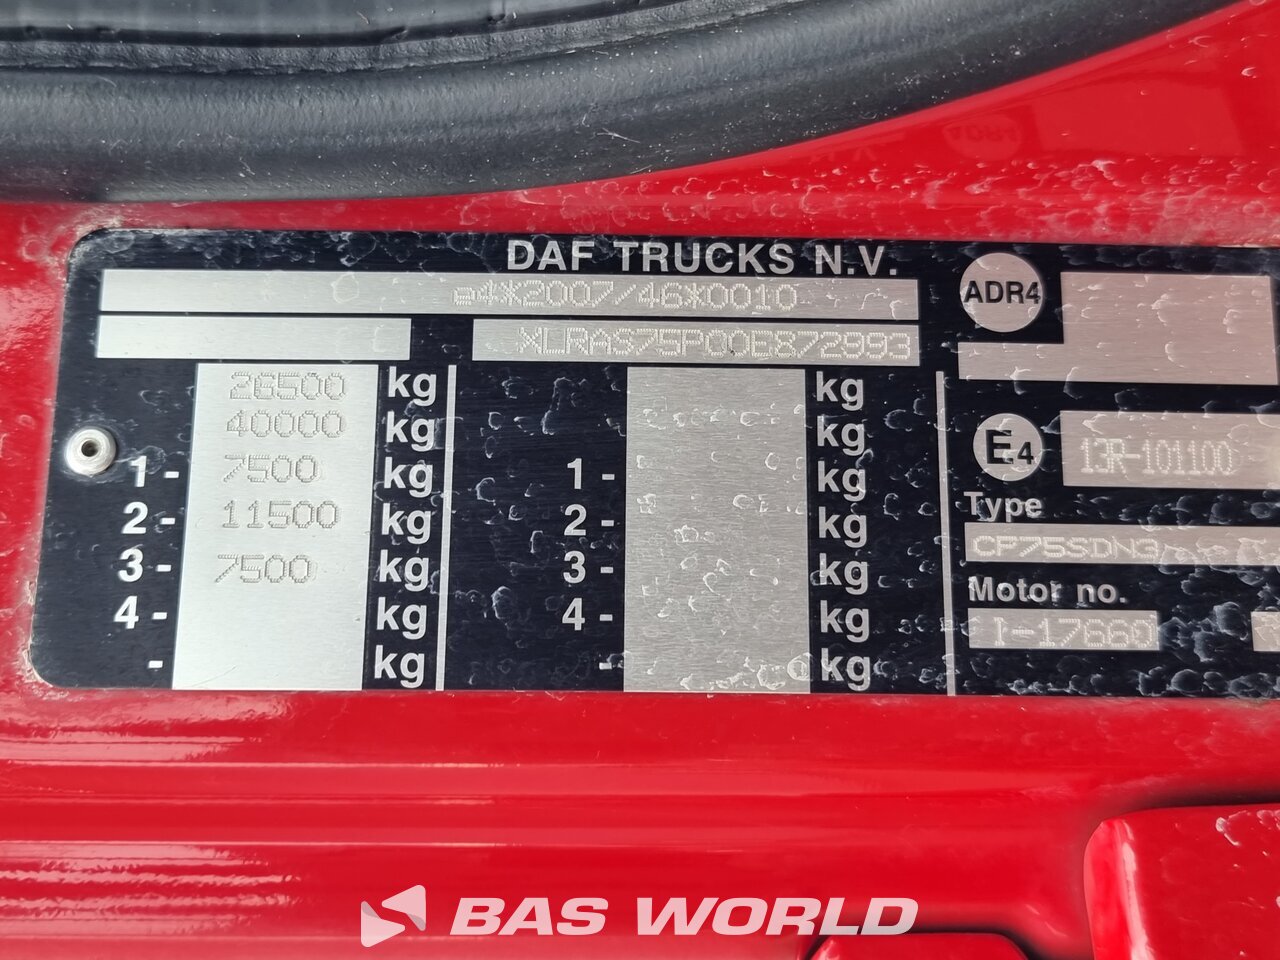 DAF TRUCKS N.V.
e4*2007/46*0010
XLRAS75P00E872993
26500 kg kg
40000 kg kg
1 - 7500 kg 1 - kg
2 - 11500 kg 2 - kg
3 - 7500 kg 3 - kg
4 - kg 4 - kg
- kg - kg
ADR4
E4 13R-101100
Type
CF75SDN3
Motor no.
I-17660
BAS WORLD